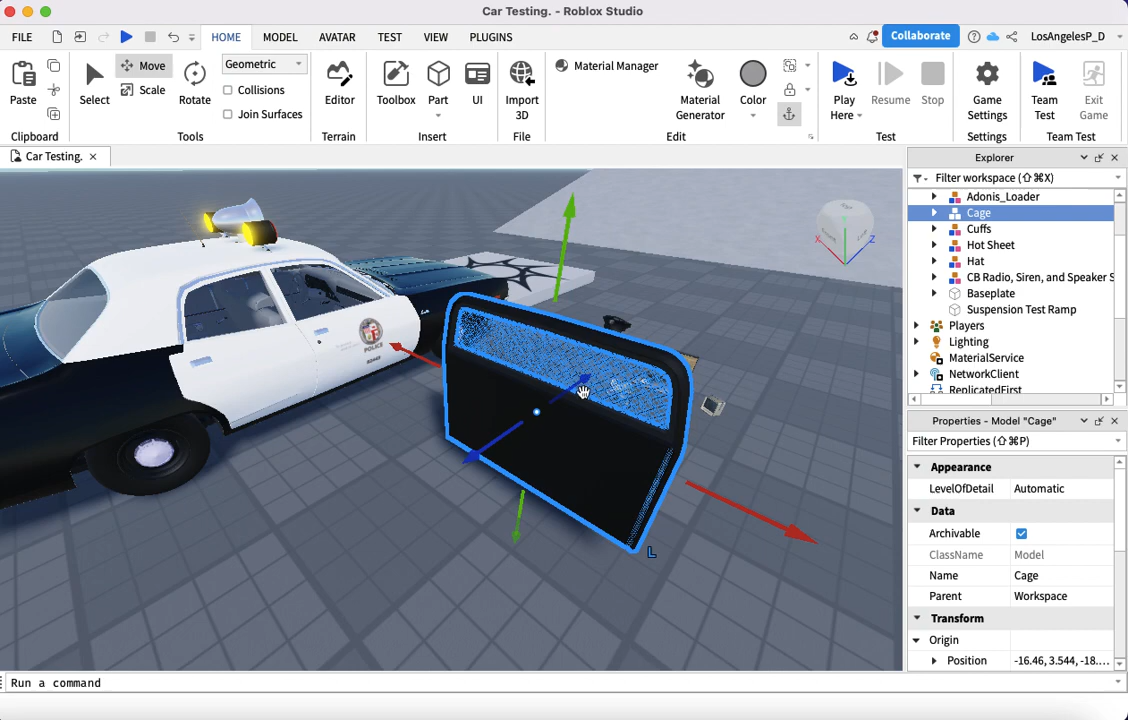 Car Testing. - Roblox Studio
FILE
HOME
MODEL
AVATAR
TEST
VIEW
PLUGINS
Collaborate
LosAngelesP_D
Paste
Clipboard
Select
Move
Scale
Rotate
Geometric
Collisions
Join Surfaces
Tools
Editor
Terrain
Toolbox
Part
UI
Insert
Import
3D
File
Material Manager
Material
Generator
Color
Edit
Play
Here
Resume
Stop
Test
Game
Settings
Settings
Team
Test
Exit
Game
Team Test
Car Testing.
POLICE
X
Z
L
Explorer
Filter workspace (⇧⌘X)
Adonis_Loader
Cage
Cuffs
Hot Sheet
Hat
CB Radio, Siren, and Speaker S
Baseplate
Suspension Test Ramp
Players
Lighting
MaterialService
NetworkClient
ReplicatedFirst
Properties - Model "Cage"
Filter Properties (⇧⌘P)
Appearance
LevelOfDetail Automatic
Data
Archivable
ClassName Model
Name Cage
Parent Workspace
Transform
Origin
Position -16.46, 3.544, -18....
Run a command